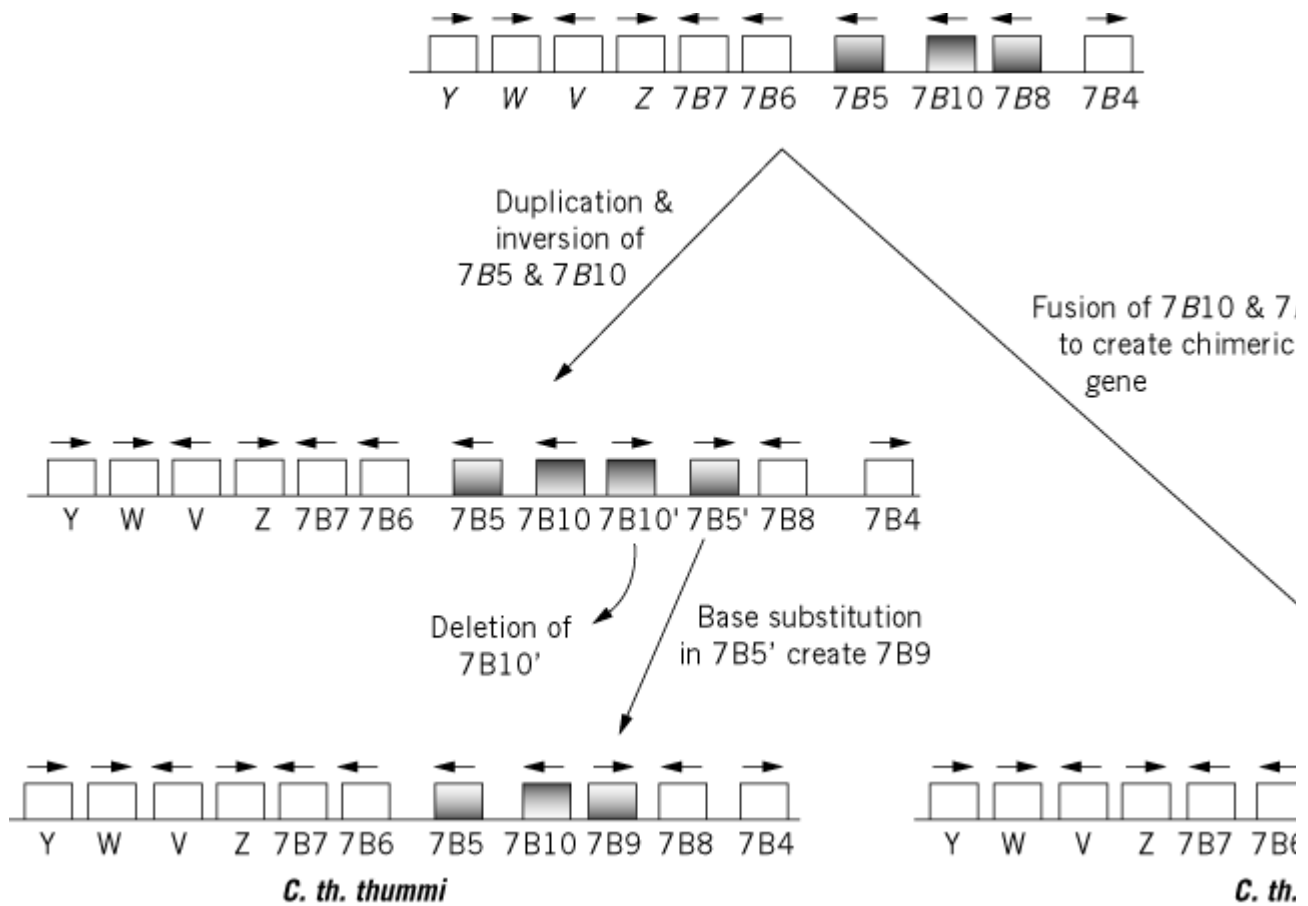 Y W V Z 7B7 7B6 7B5 7B10 7B8 7B4
Duplication &
inversion of
7B5 & 7B10
Fusion of 7B10 & 7
to create chimeric
gene
Y W V Z 7B7 7B6 7B5 7B10 7B10' 7B5' 7B8 7B4
Deletion of
7B10’
Base substitution
in 7B5’ create 7B9
Y W V Z 7B7 7B6 7B5 7B10 7B9 7B8 7B4
C. th. thummi
Y W V Z 7B7 7B6
C. th.